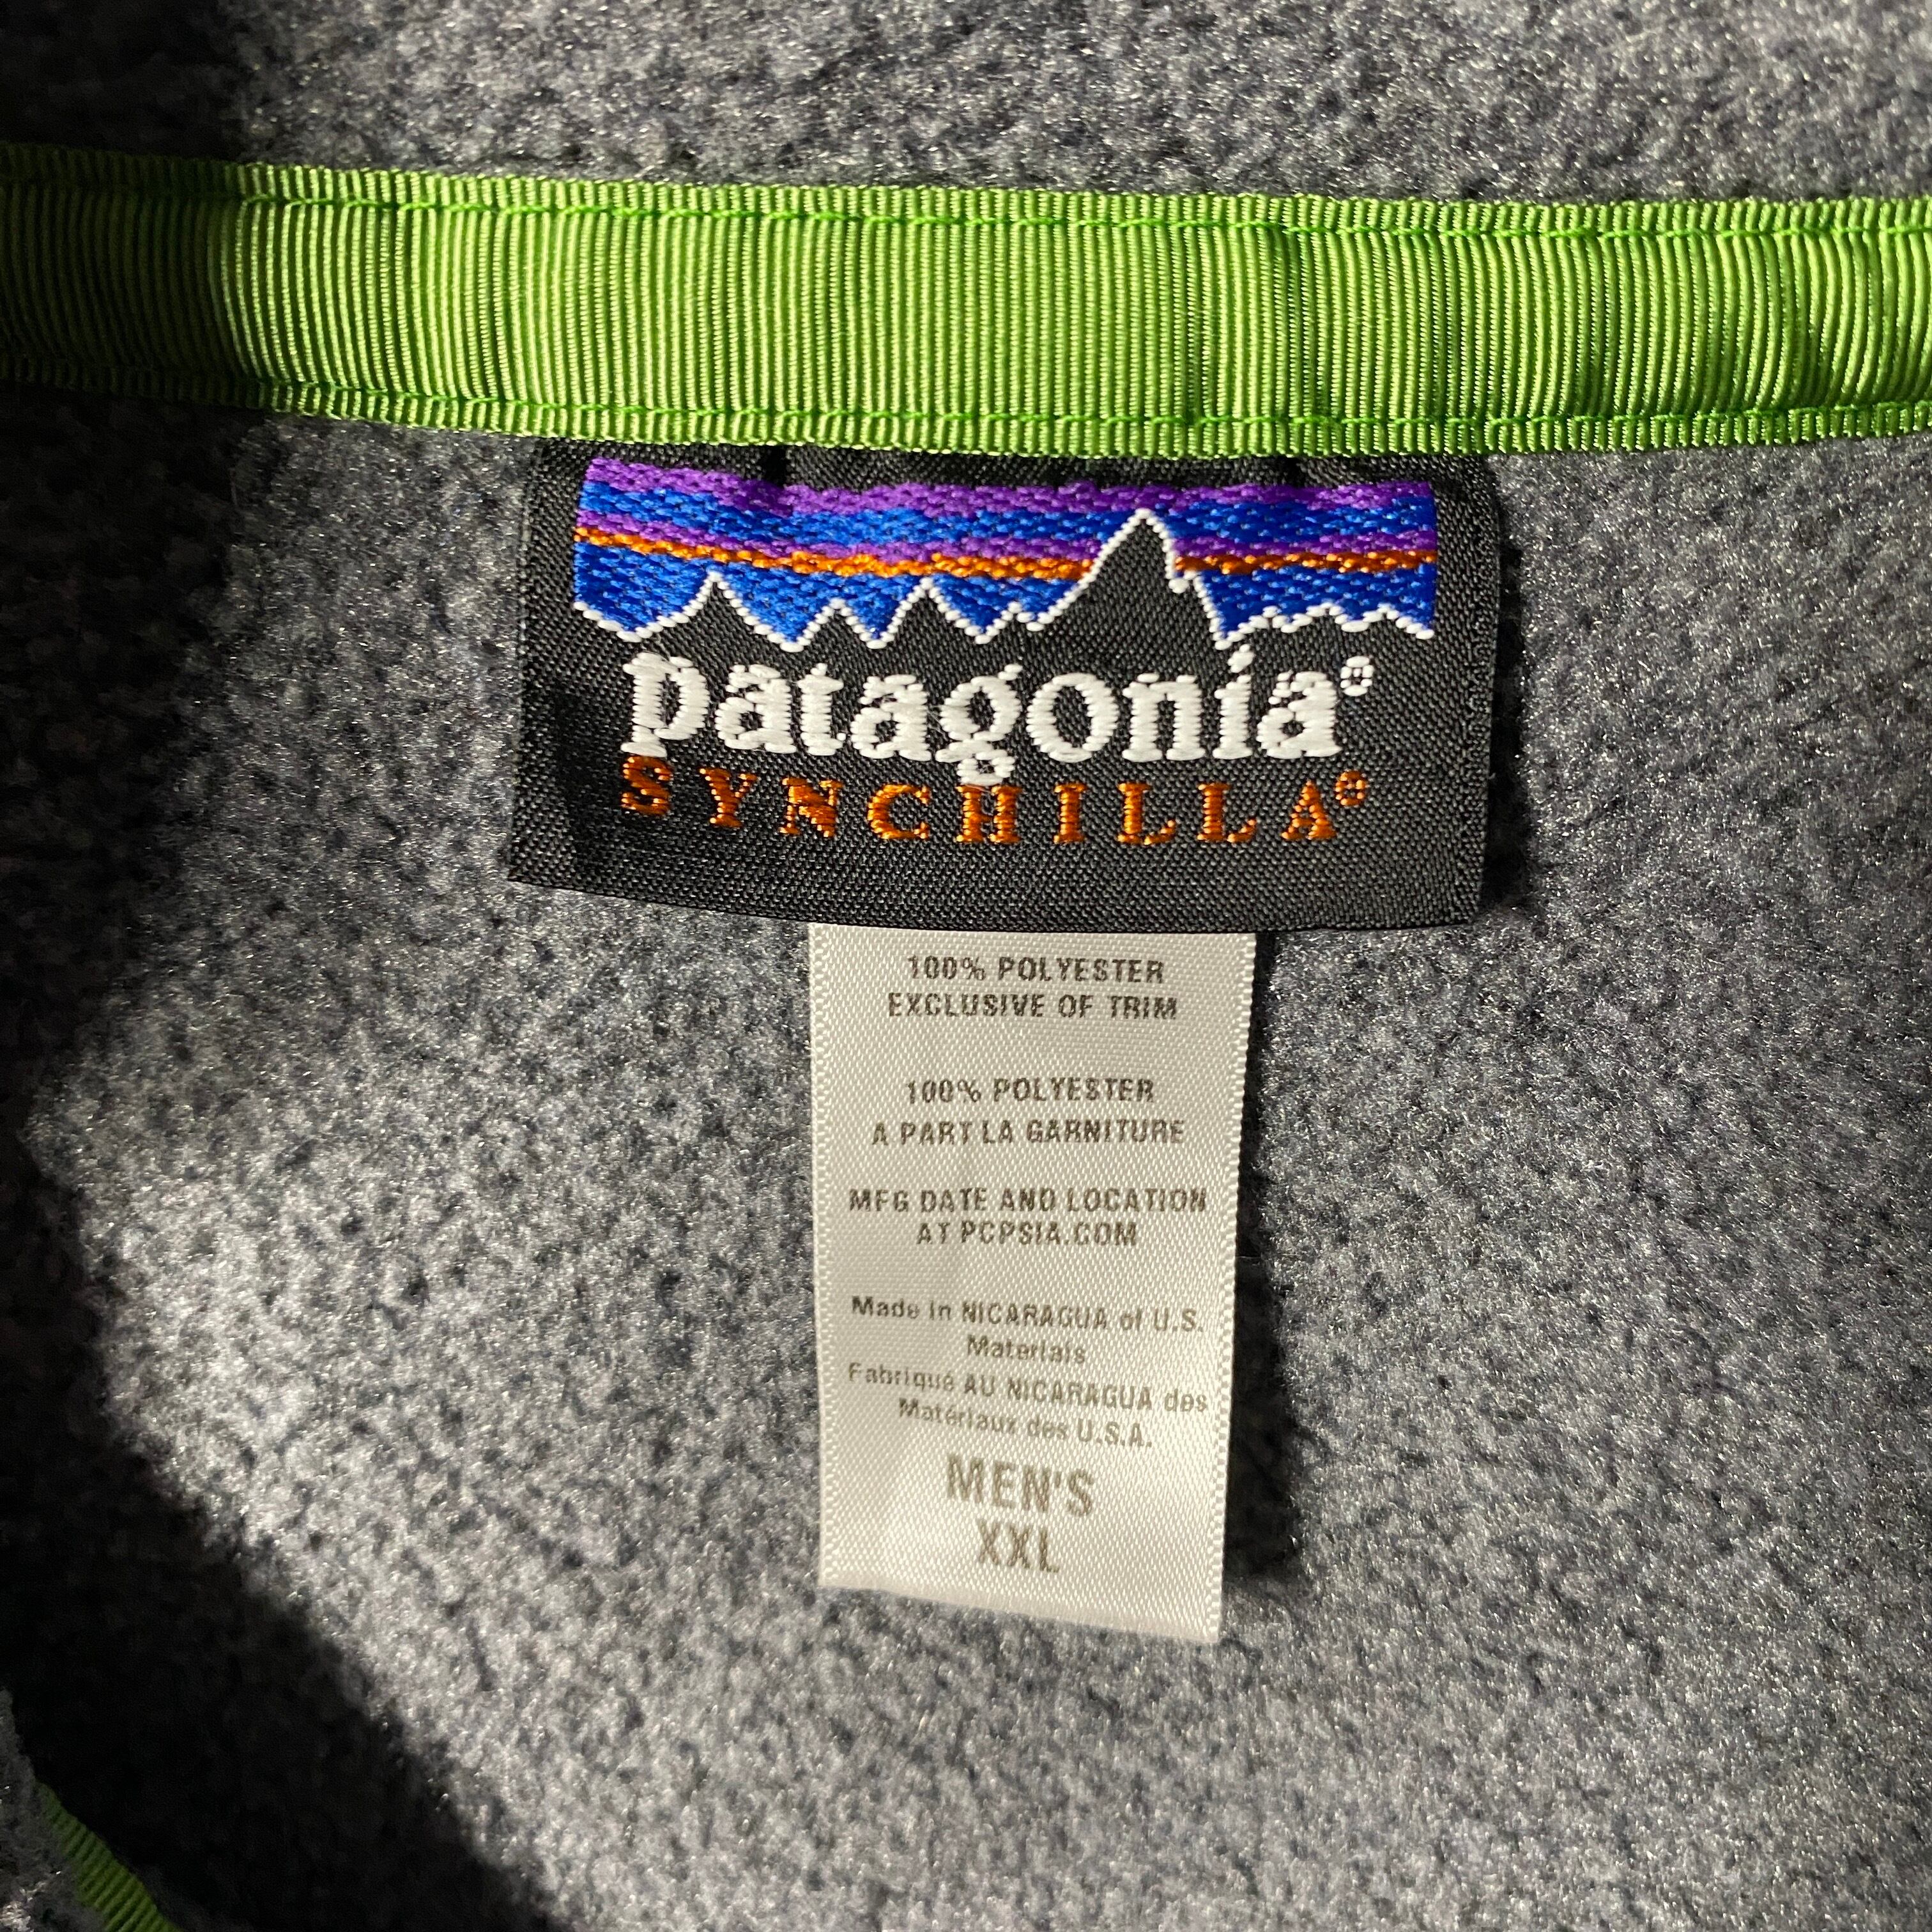 patagonia®
SYNCHILLA®
100% POLYESTER
EXCLUSIVE OF TRIM
100% POLYESTER
A PART LA GARNITURE
MFG DATE AND LOCATION
AT PCPSIA.COM
Made in NICARAGUA of U.S.
Materials
Fabriqué AU NICARAGUA des
Matériaux des U.S.A.
MEN'S
XXL